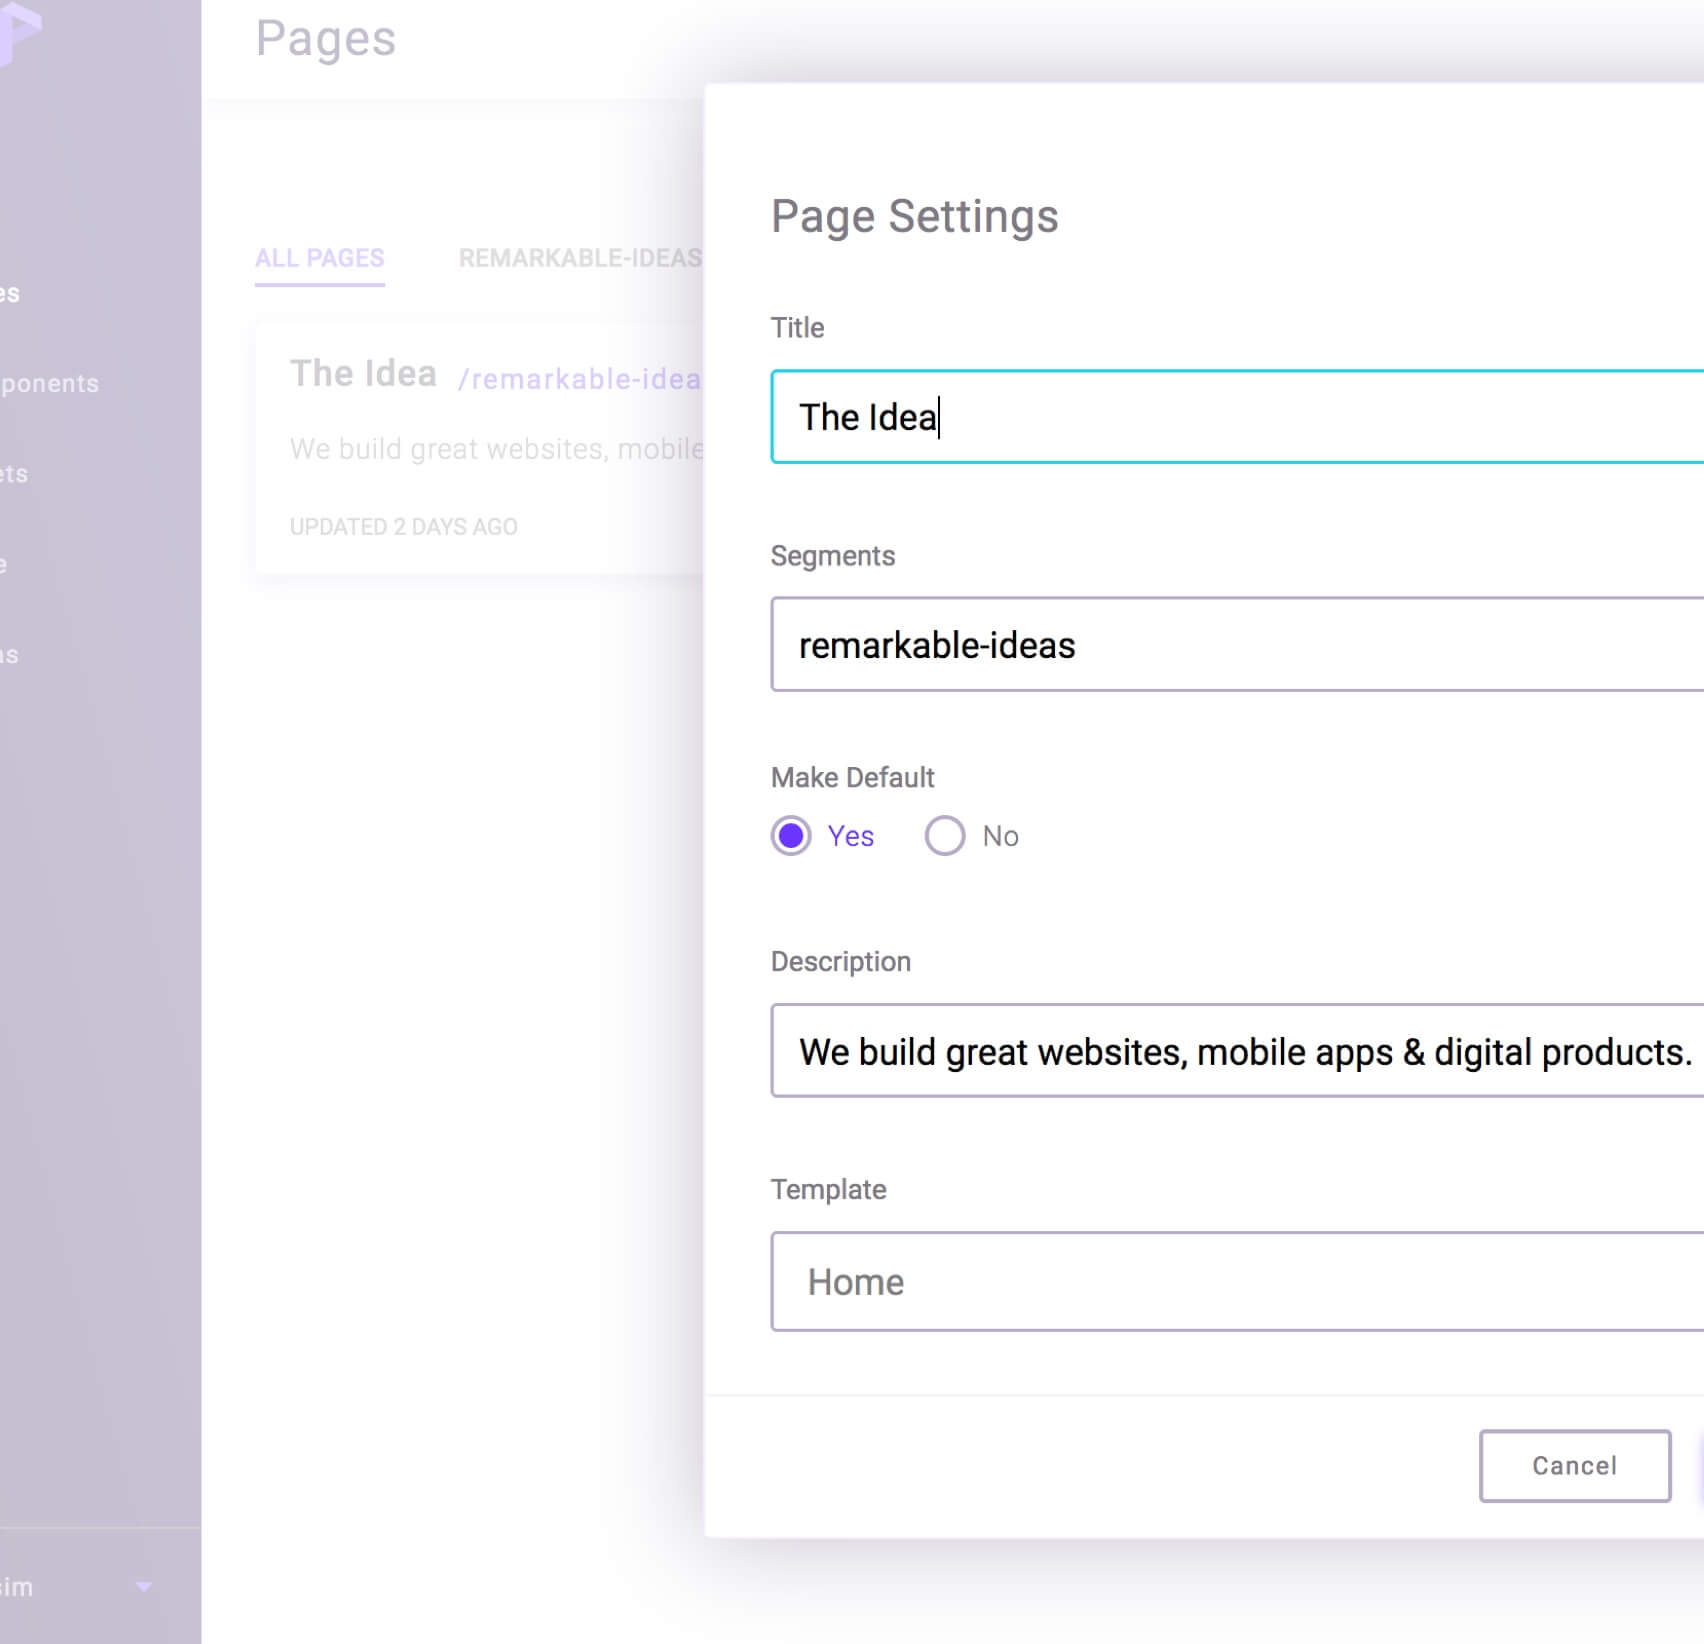 Pages
ALL PAGES
REMARKABLE-IDEAS
The Idea /remarkable-idea
We build great websites, mobile
UPDATED 2 DAYS AGO
Page Settings
Title
The Idea
Segments
remarkable-ideas
Make Default
Yes
No
Description
We build great websites, mobile apps & digital products.
Template
Home
Cancel
es
ponents
ets
e
sim